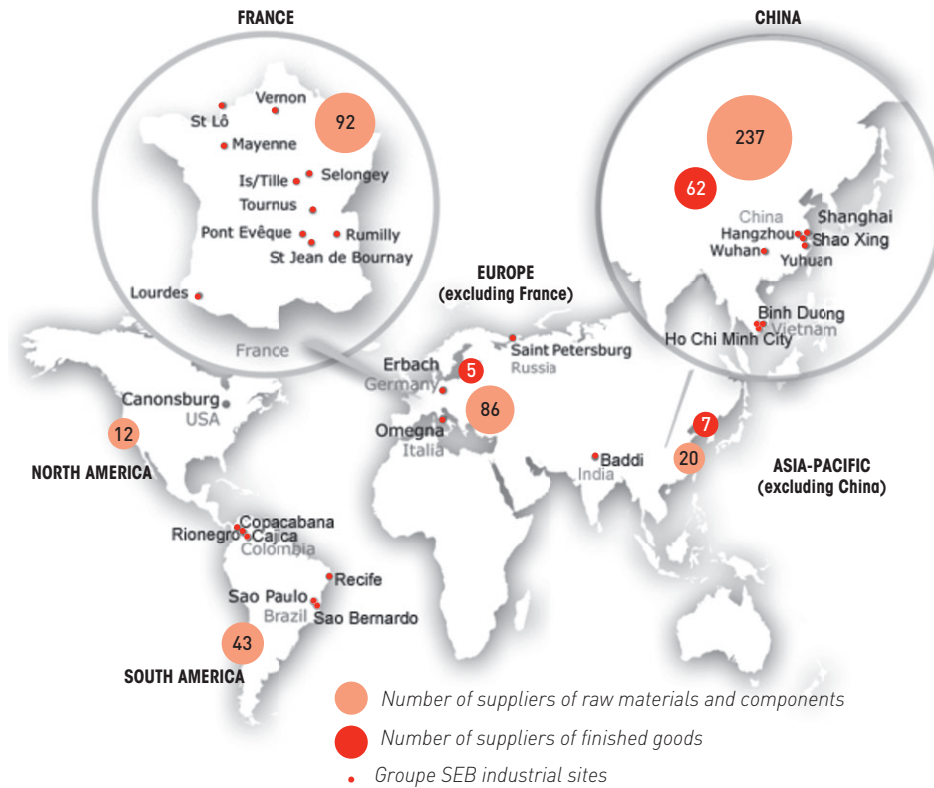 FRANCE
Vernon
St Lô
92
Mayenne
Is/Tille
Selongey
Tournus
Pont Evêque
Rumilly
St Jean de Bournay
Lourdes
France
CHINA
237
62
China
Shanghai
Hangzhou
Shao Xing
Wuhan
Yuhuan
Binh Duong
Vietnam
Ho Chi Minh City
EUROPE
(excluding France)
Saint Petersburg
Russia
Erbach
Germany
5
86
Omegna
Italia
Canonsburg
USA
12
NORTH AMERICA
7
20
Baddi
India
ASIA-PACIFIC
(excluding China)
Copacabana
Rionegro
Cajica
Colombia
Recife
Sao Paulo
Brazil
Sao Bernardo
43
SOUTH AMERICA
Number of suppliers of raw materials and components
Number of suppliers of finished goods
Groupe SEB industrial sites